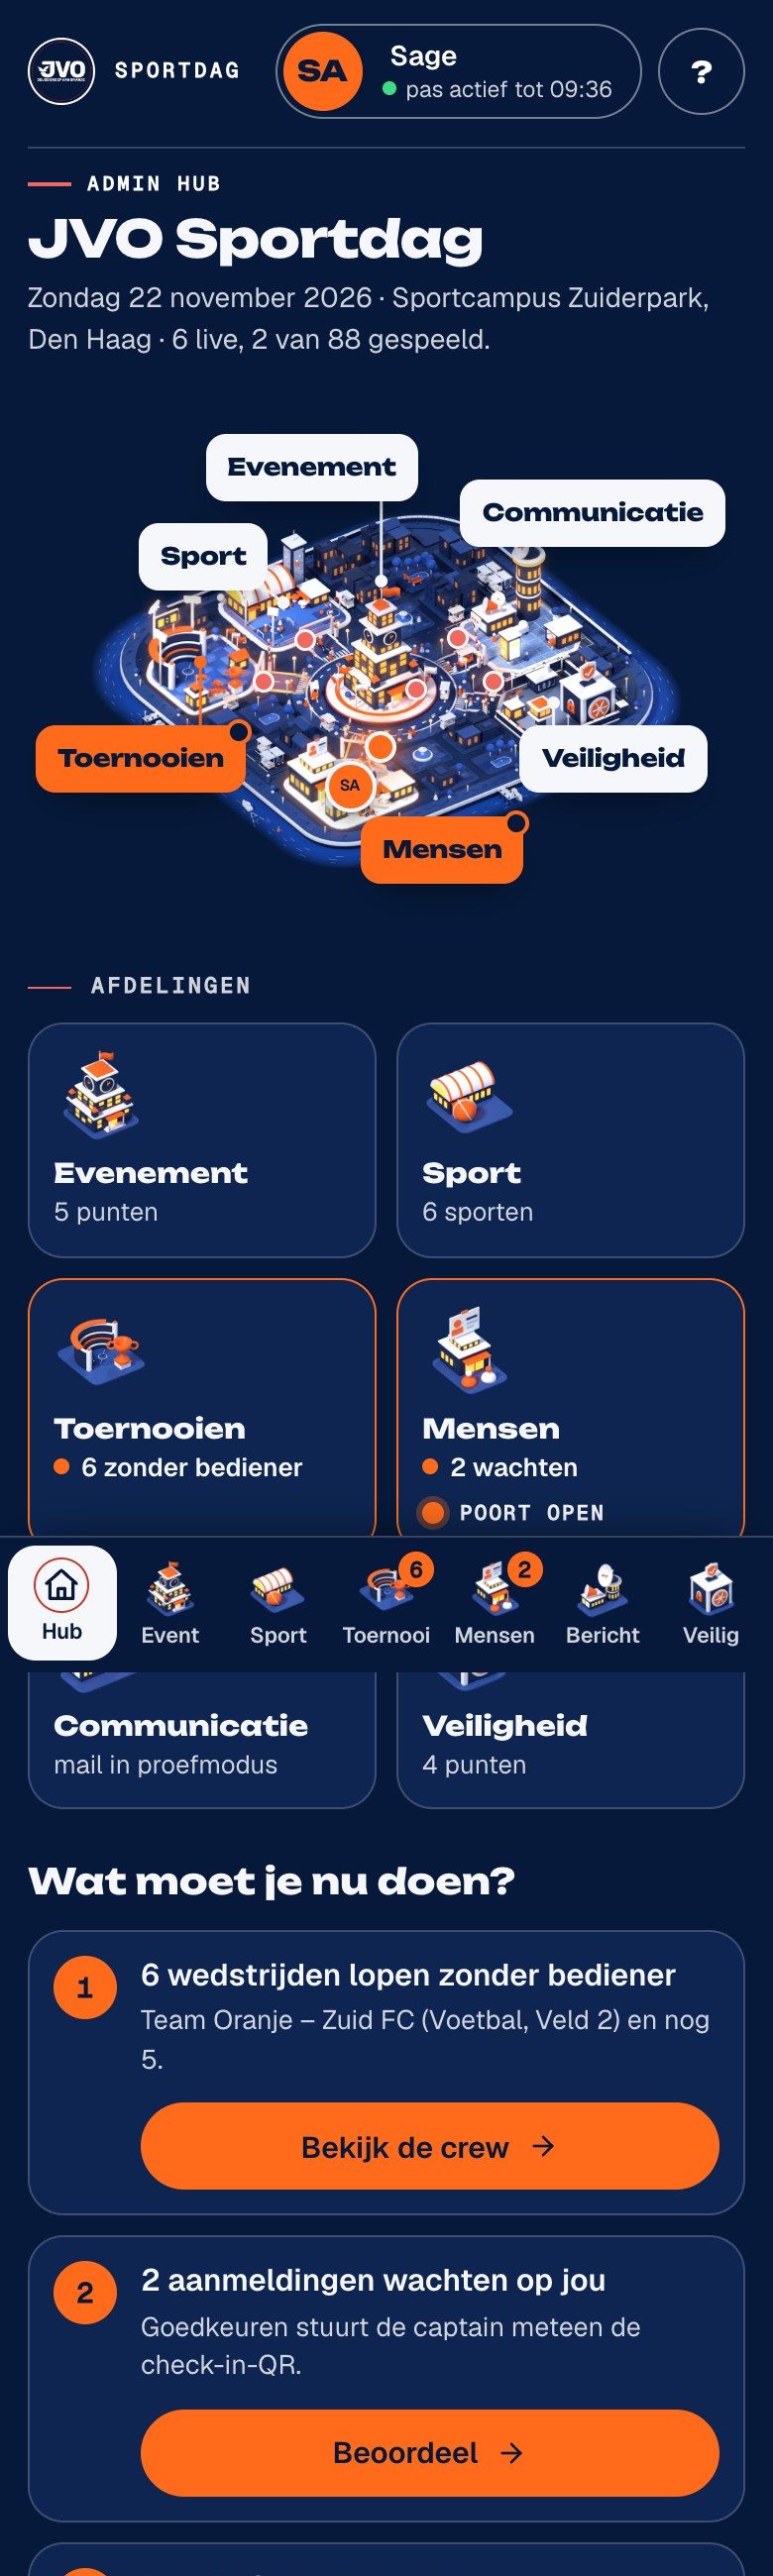 JVO
SPORTDAG
SA
Sage
pas actief tot 09:36
?
ADMIN HUB
JVO Sportdag
Zondag 22 november 2026 · Sportcampus Zuiderpark,
Den Haag · 6 live, 2 van 88 gespeeld.
Evenement
Communicatie
Sport
Toernooien
Veiligheid
SA
Mensen
AFDELINGEN
Evenement
5 punten
Sport
6 sporten
Toernooien
6 zonder bediener
Mensen
2 wachten
POORT OPEN
Hub
Event
Sport
6
Toernooi
2
Mensen
Bericht
Veilig
Communicatie
mail in proefmodus
Veiligheid
4 punten
Wat moet je nu doen?
1
6 wedstrijden lopen zonder bediener
Team Oranje – Zuid FC (Voetbal, Veld 2) en nog
5.
Bekijk de crew →
2
2 aanmeldingen wachten op jou
Goedkeuren stuurt de captain meteen de
check-in-QR.
Beoordeel →